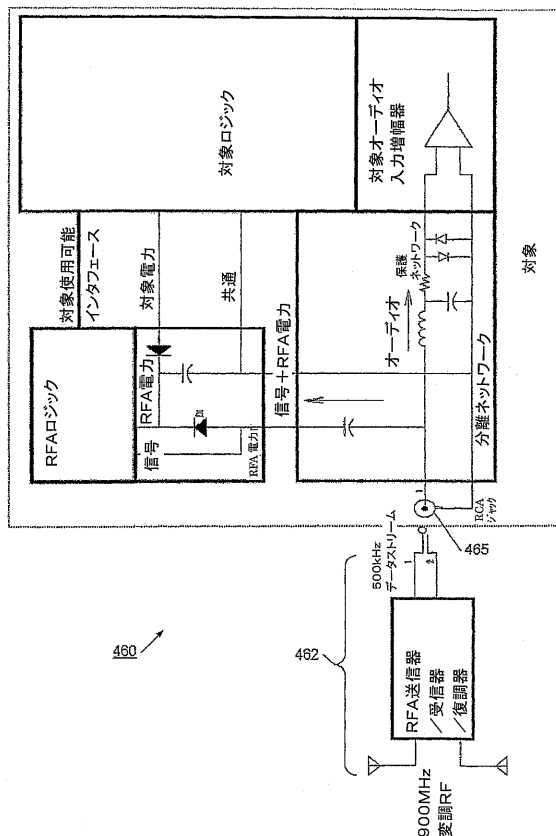 対象ロジック
対象オーディオ
入力増幅器
対象使用可能
インタフェース
対象電力
共通
保護
ネットワーク
オーディオ
対象
RFAロジック
RFA電力
信号
D1
RFA電力
信号+RFA電力
分離ネットワーク
1
RCA
ジャック
465
500kHz
データストリーム
1
2
460
462
RFA送信器
/受信器
/復調器
900MHz
変調RF